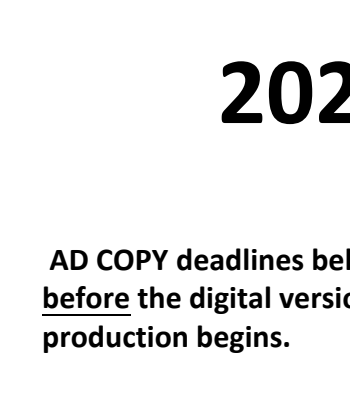 202
AD COPY deadlines bel
before the digital versio
production begins.